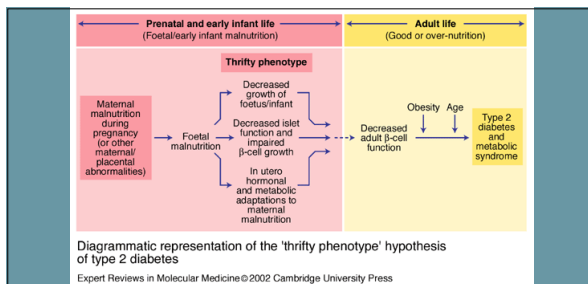 Prenatal and early infant life
(Foetal/early infant malnutrition)
Adult life
(Good or over-nutrition)
Thrifty phenotype
Maternal
malnutrition
during
pregnancy
(or other
maternal/
placental
abnormalities)
Foetal
malnutrition
Decreased
growth of
foetus/infant
Decreased islet
function and
impaired
β-cell growth
In utero
hormonal
and metabolic
adaptations to
maternal
malnutrition
Decreased
adult β-cell
function
Obesity
Age
Type 2
diabetes
and
metabolic
syndrome
Diagrammatic representation of the 'thrifty phenotype' hypothesis
of type 2 diabetes
Expert Reviews in Molecular Medicine©2002 Cambridge University Press